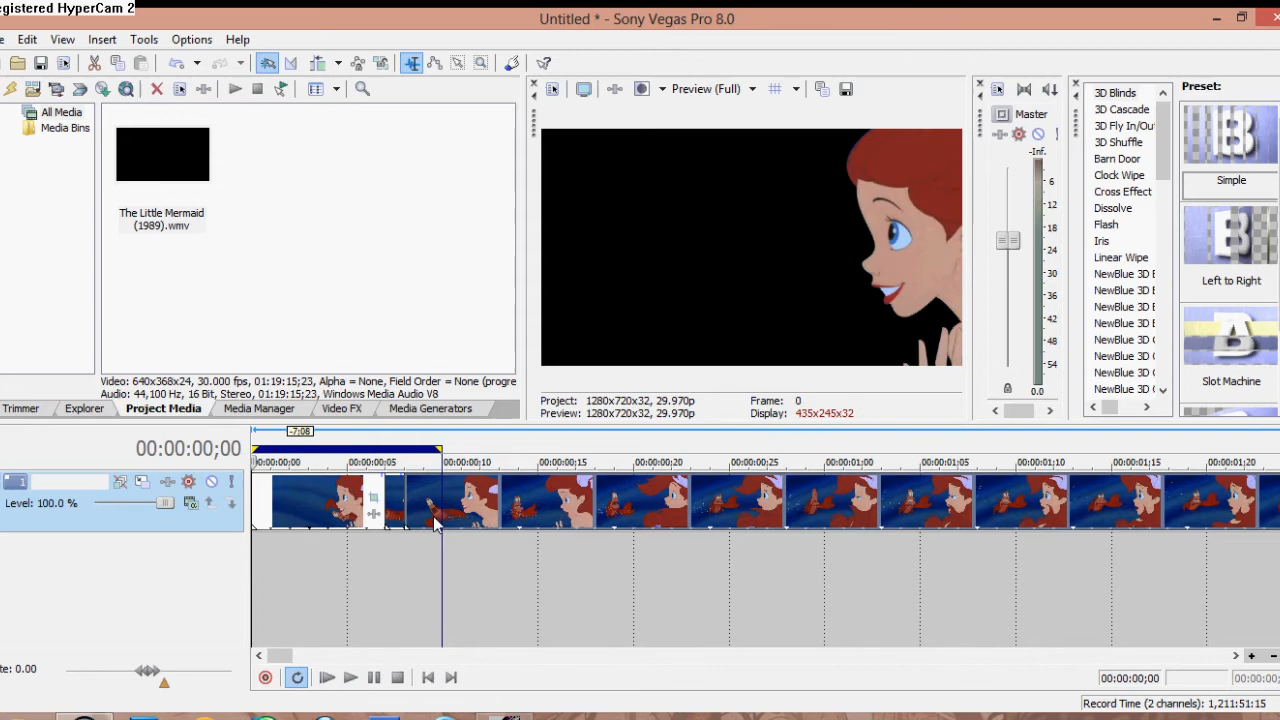 egistered HyperCam 2
Untitled * - Sony Vegas Pro 8.0
Edit View Insert Tools Options Help
Preview (Full)
All Media
Media Bins
The Little Mermaid
(1989).wmv
Video: 640x368x24, 30.000 fps, 01:19:15;23, Alpha = None, Field Order = None (progre
Audio: 44,100 Hz, 16 Bit, Stereo, 01:19:15;23, Windows Media Audio V8
Trimmer Explorer Project Media Media Manager Video FX Media Generators
Project: 1280x720x32, 29.970p
Preview: 1280x720x32, 29.970p
Frame: 0
Display: 435x245x32
Master
-Inf.
6
12
18
24
30
36
42
48
54
0.0
3D Blinds
3D Cascade
3D Fly In/Ou
3D Shuffle
Barn Door
Clock Wipe
Cross Effect
Dissolve
Flash
Iris
Linear Wipe
NewBlue 3D E
NewBlue 3D E
NewBlue 3D E
NewBlue 3D C
NewBlue 3D C
NewBlue 3D C
NewBlue 3D E
Preset:
Simple
Left to Right
Slot Machine
-7:08
00:00:00;00
00:00:00;00 00:00:00;05 00:00:00;10 00:00:00;15 00:00:00;20 00:00:00;25 00:00:01;00 00:00:01;05 00:00:01;10 00:00:01;15 00:00:01;20
1
Level: 100.0 %
te: 0.00
00:00:00;00
00:00:00;
Record Time (2 channels): 1,211:51:15